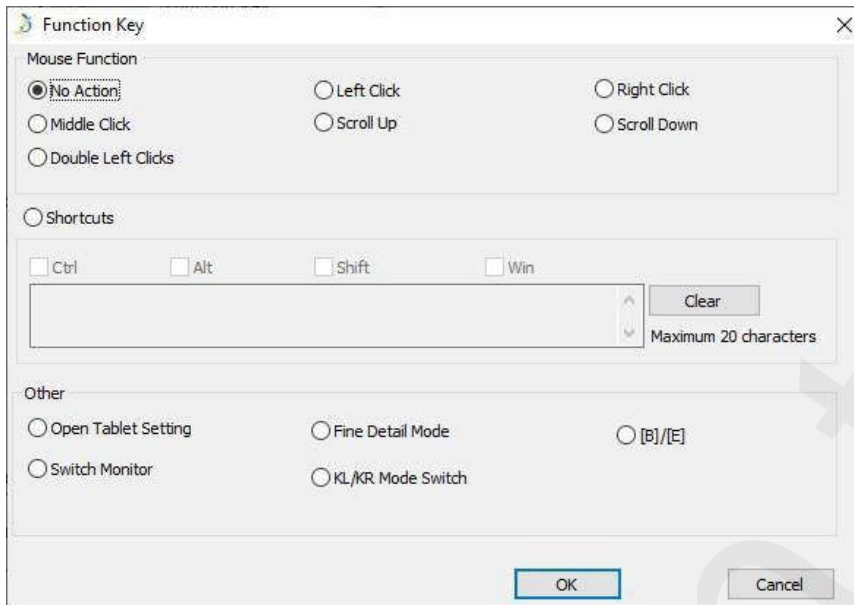 Function Key
Mouse Function
No Action Left Click Right Click
Middle Click Scroll Up Scroll Down
Double Left Clicks
Shortcuts
Ctrl Alt Shift Win
Clear
Maximum 20 characters
Other
Open Tablet Setting Fine Detail Mode [B]/[E]
Switch Monitor KL/KR Mode Switch
OK Cancel